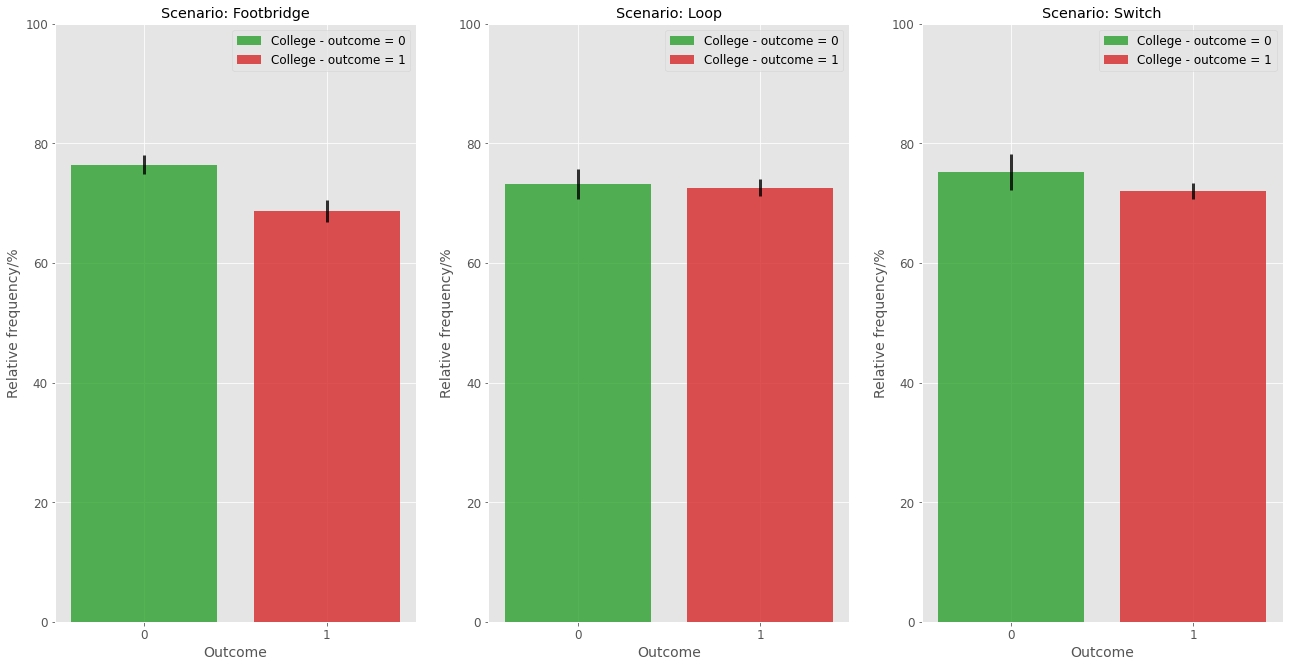 Scenario: Footbridge
100
80
60
40
20
0
Relative frequency/%
College - outcome = 0
College - outcome = 1
0
1
Outcome
Scenario: Loop
100
80
60
40
20
0
Relative frequency/%
College - outcome = 0
College - outcome = 1
0
1
Outcome
Scenario: Switch
100
80
60
40
20
0
Relative frequency/%
College - outcome = 0
College - outcome = 1
0
1
Outcome